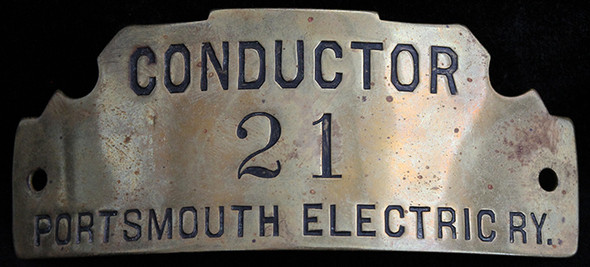 CONDUCTOR
21
PORTSMOUTH ELECTRIC RY.